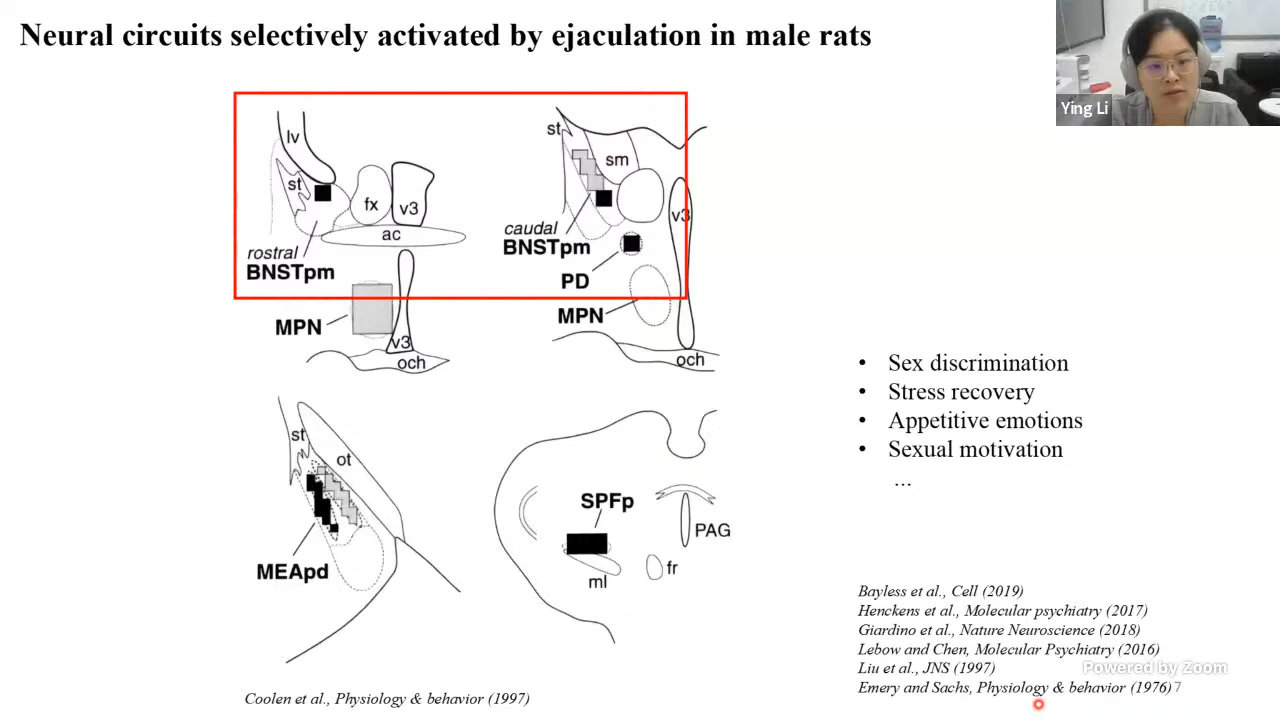 Neural circuits selectively activated by ejaculation in male rats
Ying Li
lv
st
fx
v3
ac
rostral
BNSTpm
MPN
v3
och
st
sm
v3
caudal
BNSTpm
PD
MPN
och
st
ot
MEApd
SPFp
PAG
ml
fr
• Sex discrimination
• Stress recovery
• Appetitive emotions
• Sexual motivation
...
Bayless et al., Cell (2019)
Henckens et al., Molecular psychiatry (2017)
Giardino et al., Nature Neuroscience (2018)
Lebow and Chen, Molecular Psychiatry (2016)
Liu et al., JNS (1997)
Powered by Zoom
Emery and Sachs, Physiology & behavior (1976)
7
Coolen et al., Physiology & behavior (1997)